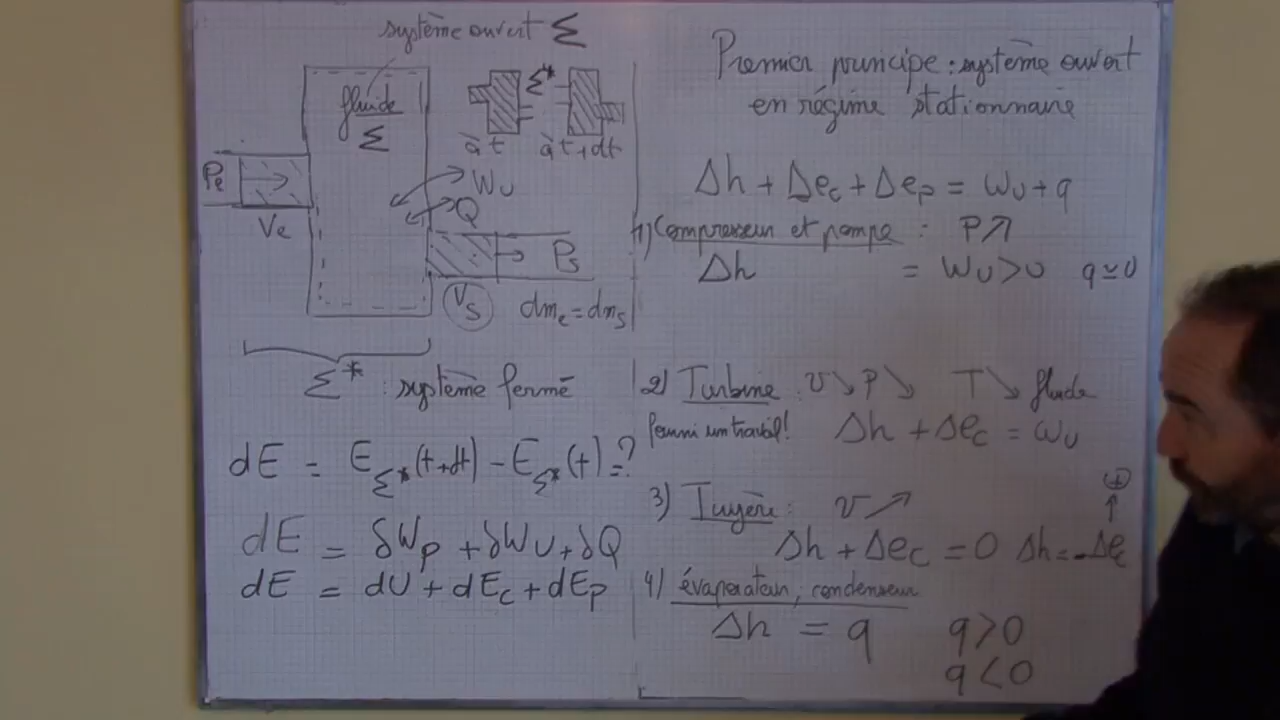 système ouvert Σ
fluide
Σ
Σ*
à t
à t+dt
Pe
Ve
Wu
Q
Ps
Vs
dme = dms
Σ* : système fermé
dE = EΣ*(t+dt) - EΣ*(t) = ?
dE = δWp + δWu + δQ
dE = dU + dEc + dEp
Premier principe : système ouvert
en régime stationnaire
Δh + Δec + Δep = wu + q
1) Compresseur et pompe : P↗
Δh = wu > 0 q ≃ 0
2) Turbine : v↘ P↘ T↘ fluide
fourni un travail! Δh + Δec = wu
3) Tuyère : v↗
⊕
↑
Δh + Δec = 0 Δh = -Δec
4) évaporateur, condenseur
Δh = q q > 0
q < 0